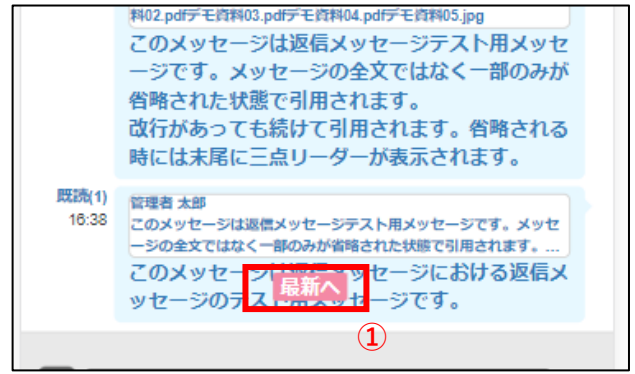 料02.pdfデモ資料03.pdfデモ資料04.pdfデモ資料05.jpg
このメッセージは返信メッセージテスト用メッセ
ージです。メッセージの全文ではなく一部のみが
省略された状態で引用されます。
改行があっても続けて引用されます。省略される
時には末尾に三点リーダーが表示されます。
既読(1)
16:38
管理者 太郎
このメッセージは返信メッセージテスト用メッセージです。メッセ
ージの全文ではなく一部のみが省略された状態で引用されます。...
このメッセージは返信メッセージにおける返信メ
ッセージのテスト用メッセージです。
最新へ
①